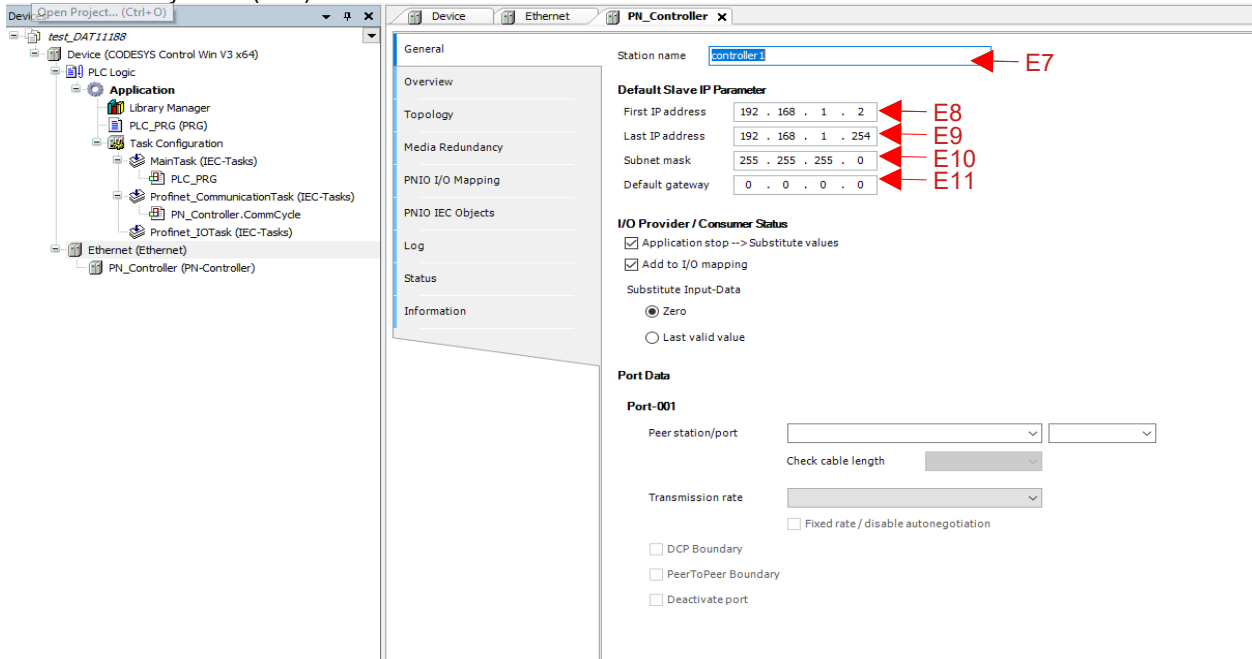 Devices
Open Project... (Ctrl+O)
test_DAT11188
Device (CODESYS Control Win V3 x64)
PLC Logic
Application
Library Manager
PLC_PRG (PRG)
Task Configuration
MainTask (IEC-Tasks)
PLC_PRG
Profinet_CommunicationTask (IEC-Tasks)
PN_Controller.CommCycle
Profinet_IOTask (IEC-Tasks)
Ethernet (Ethernet)
PN_Controller (PN-Controller)
Device
Ethernet
PN_Controller
General
Overview
Topology
Media Redundancy
PNIO I/O Mapping
PNIO IEC Objects
Log
Status
Information
Station name controller1 E7
Default Slave IP Parameter
First IP address 192 . 168 . 1 . 2 E8
Last IP address 192 . 168 . 1 . 254 E9
Subnet mask 255 . 255 . 255 . 0 E10
Default gateway 0 . 0 . 0 . 0 E11
I/O Provider / Consumer Status
Application stop --> Substitute values
Add to I/O mapping
Substitute Input-Data
Zero
Last valid value
Port Data
Port-001
Peer station/port
Check cable length
Transmission rate
Fixed rate / disable autonegotiation
DCP Boundary
PeerToPeer Boundary
Deactivate port